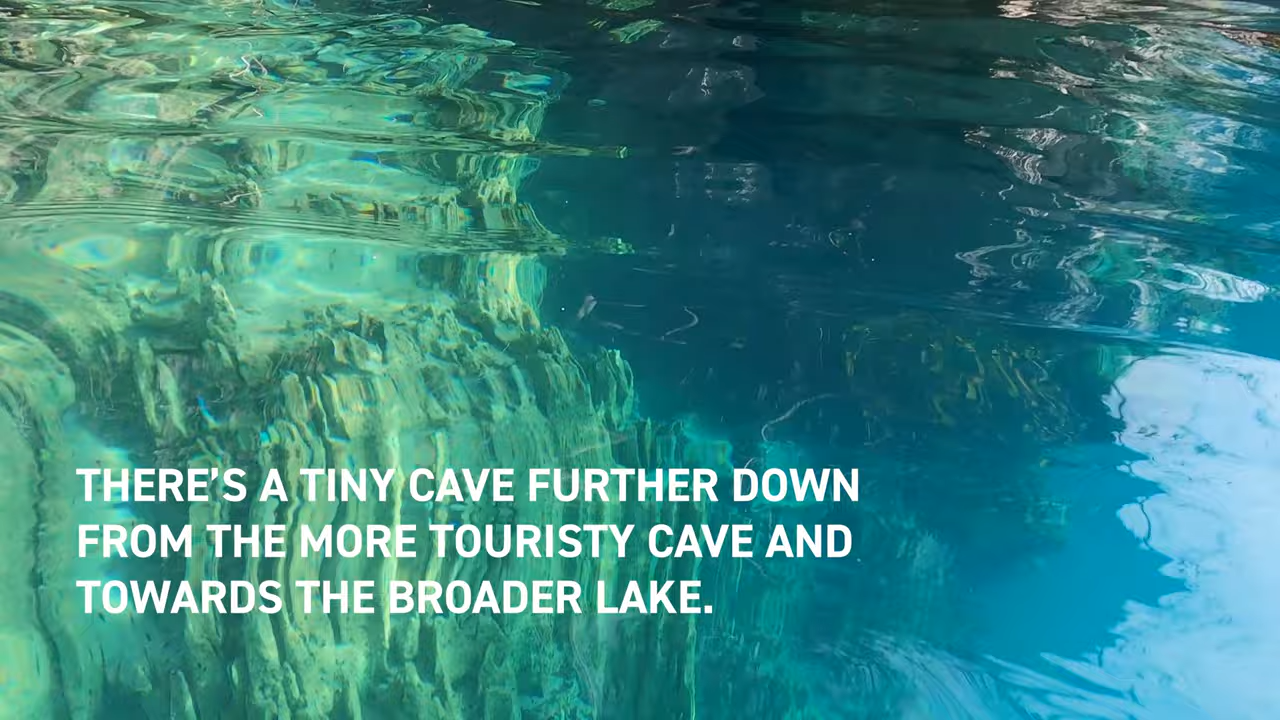 THERE’S A TINY CAVE FURTHER DOWN
FROM THE MORE TOURISTY CAVE AND
TOWARDS THE BROADER LAKE.